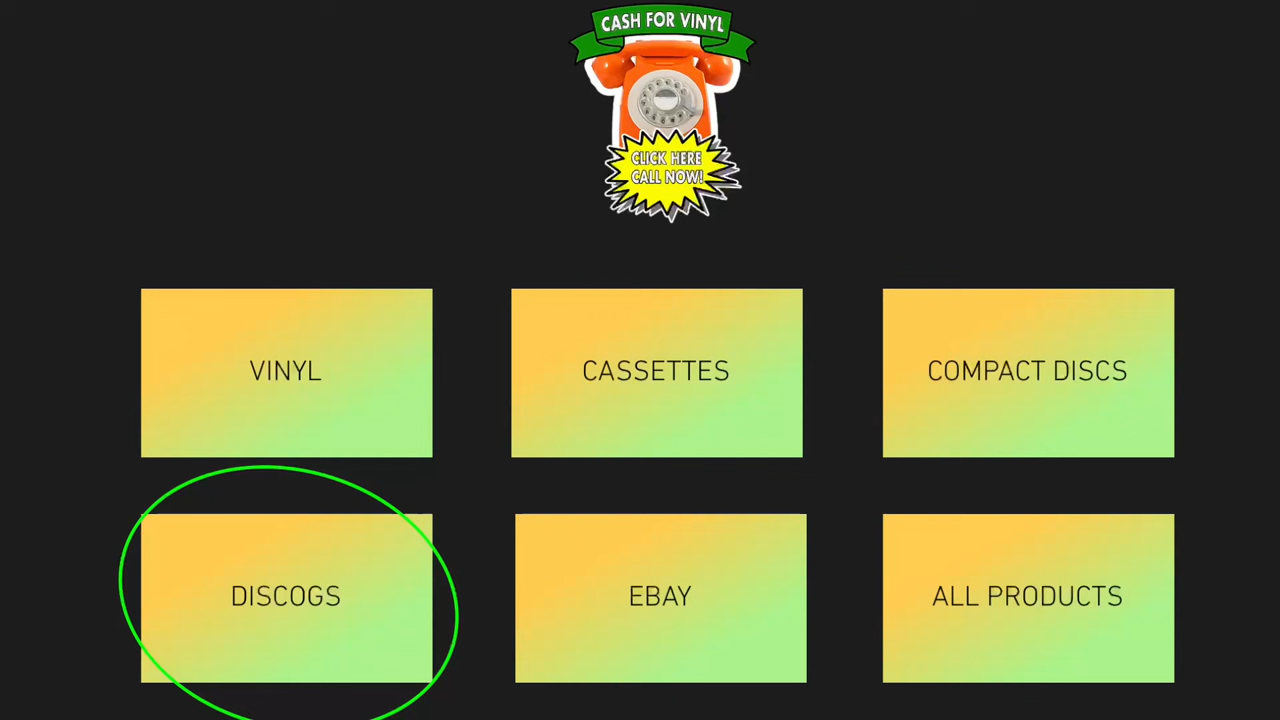 CASH FOR VINYL
CLICK HERE
CALL NOW!
VINYL
CASSETTES
COMPACT DISCS
DISCOGS
EBAY
ALL PRODUCTS